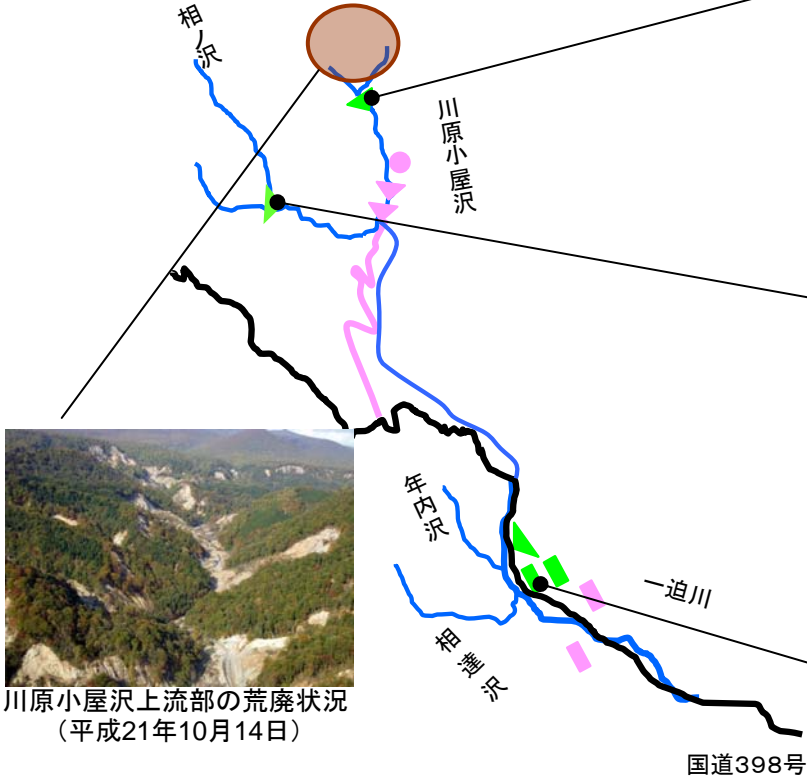 相ノ沢
川原小屋沢
年内沢
一迫川
相達沢
川原小屋沢上流部の荒廃状況
（平成21年10月14日）
国道398号